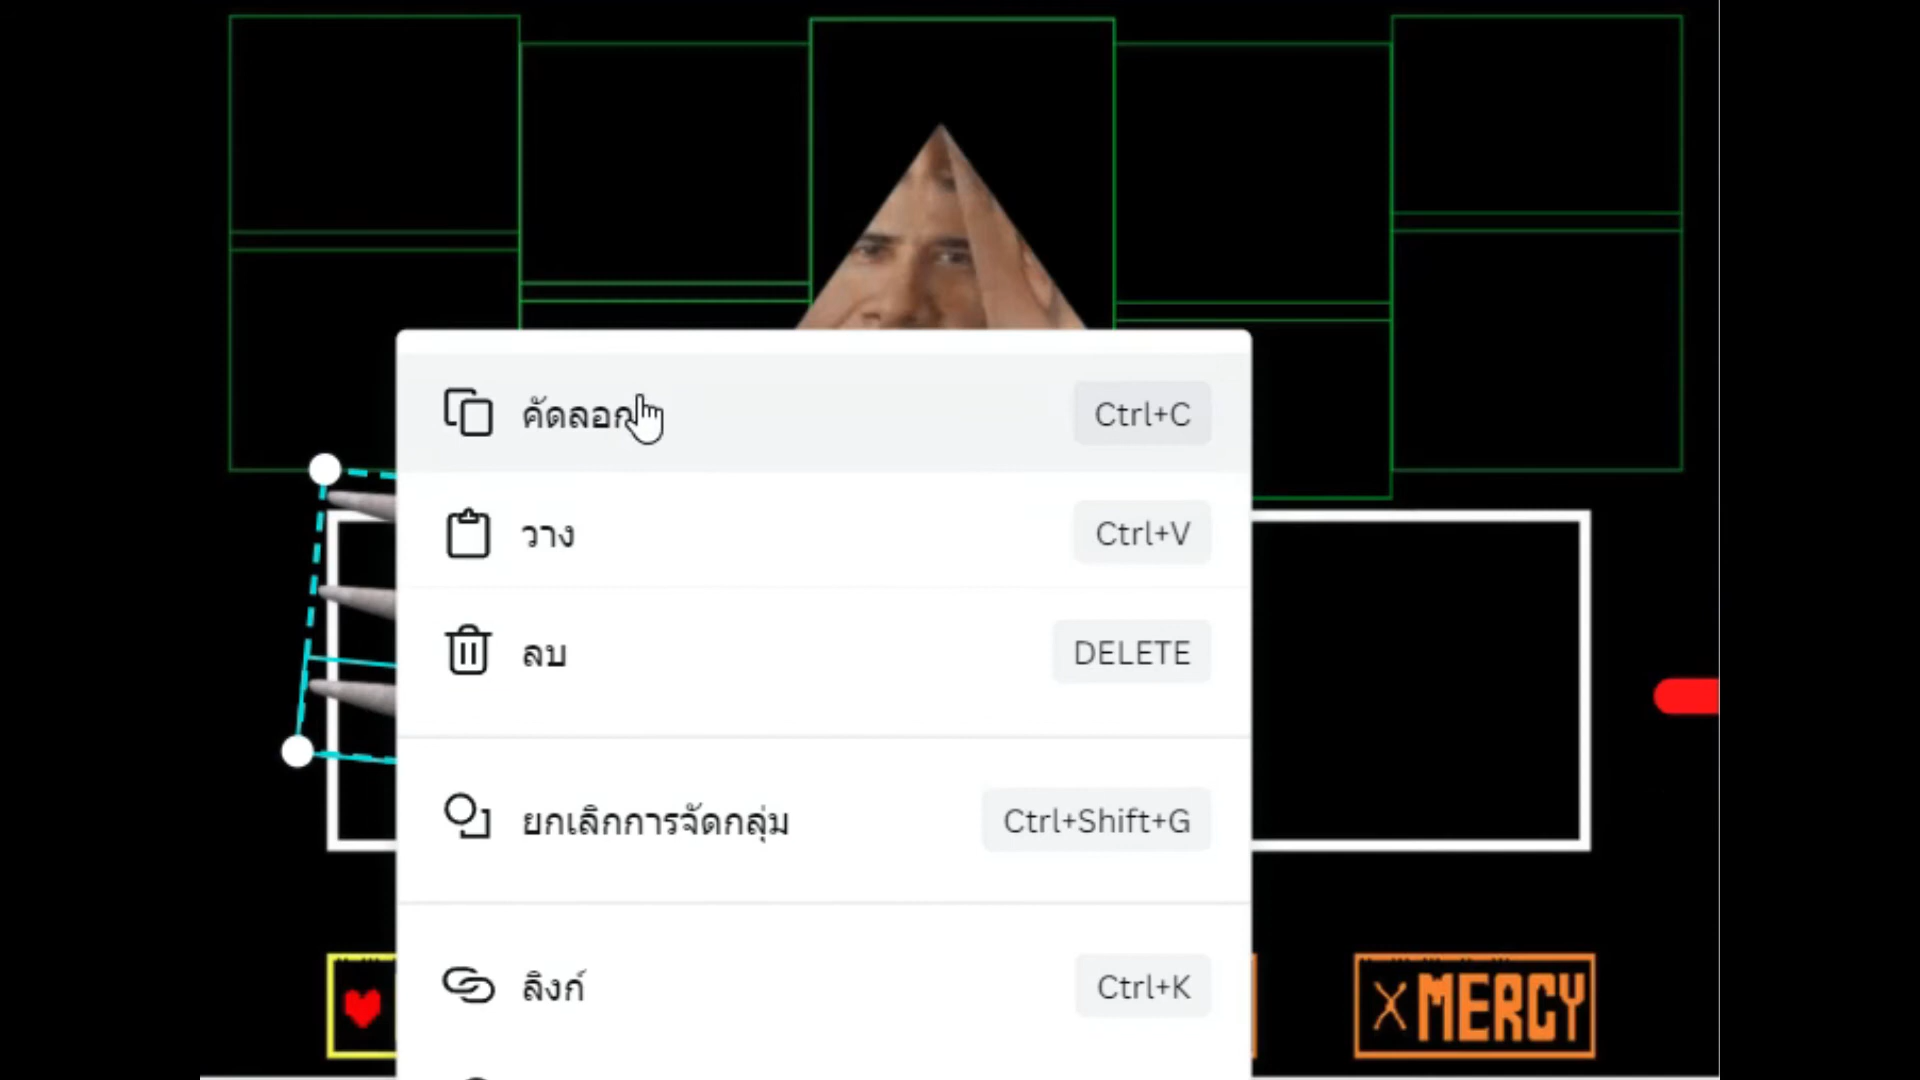 คัดลอก Ctrl+C
วาง Ctrl+V
ลบ DELETE
ยกเลิกการจัดกลุ่ม Ctrl+Shift+G
ลิงก์ Ctrl+K
MERCY